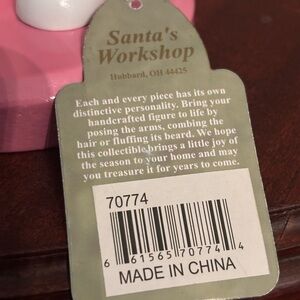 Santa's
Workshop
Hubbard, OH 44425
Each and every piece has its own
distinctive personality. Bring your
handcrafted figure to life by
posing the arms, combing the
hair or fluffing its beard. We hope
this collectible brings a little joy of
the season to your home and may
you treasure it for years to come.
70774
6 61565 70774 4
MADE IN CHINA